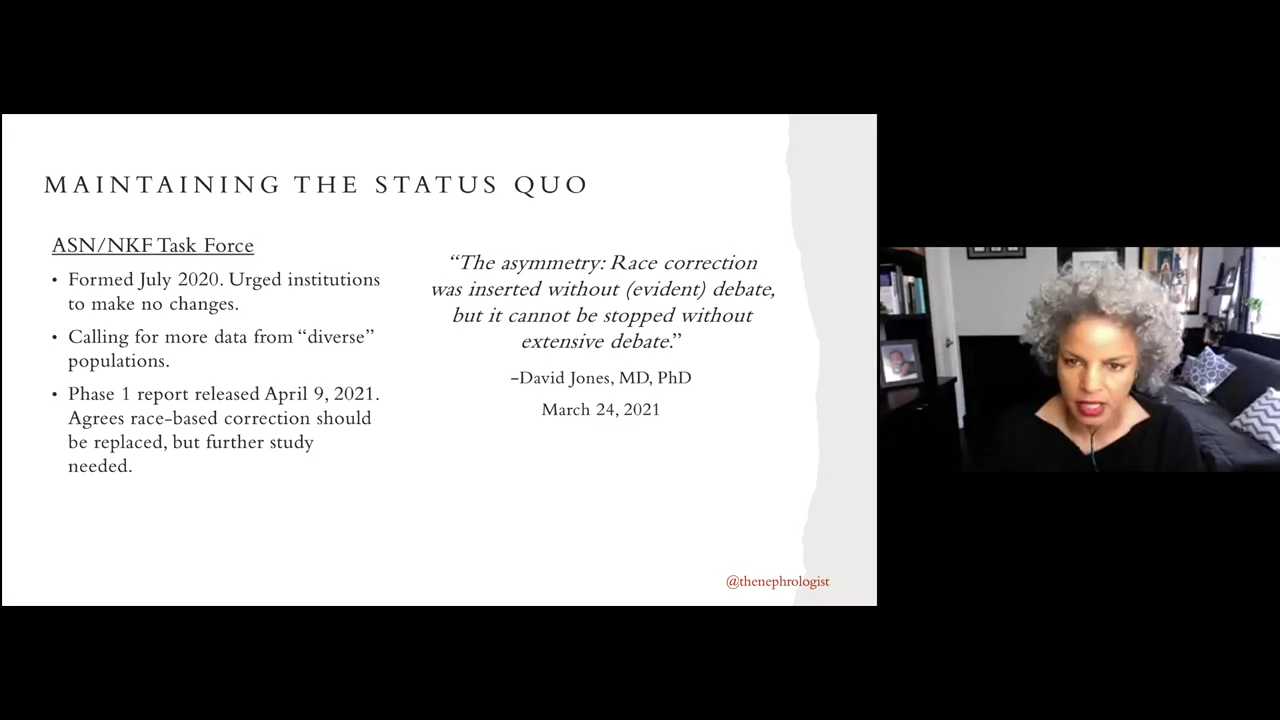 MAINTAINING THE STATUS QUO
ASN/NKF Task Force
• Formed July 2020. Urged institutions
to make no changes.
• Calling for more data from “diverse”
populations.
• Phase 1 report released April 9, 2021.
Agrees race-based correction should
be replaced, but further study
needed.
“The asymmetry: Race correction
was inserted without (evident) debate,
but it cannot be stopped without
extensive debate.”
–David Jones, MD, PhD
March 24, 2021
@thenephrologist